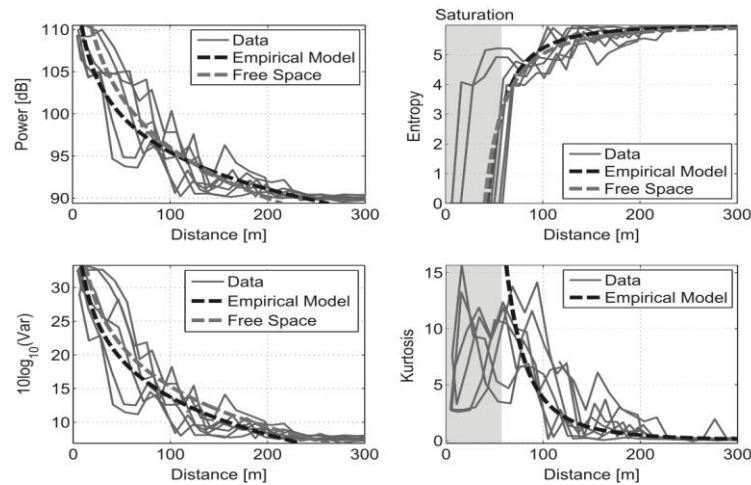 110
105
100
95
90
Power [dB]
Data
Empirical Model
Free Space
0 100 200 300
Distance [m]
Saturation
5
4
3
2
1
0
Entropy
Data
Empirical Model
Free Space
0 100 200 300
Distance [m]
30
25
20
15
10
10log10(Var)
Data
Empirical Model
Free Space
0 100 200 300
Distance [m]
15
10
5
0
Kurtosis
Data
Empirical Model
0 100 200 300
Distance [m]